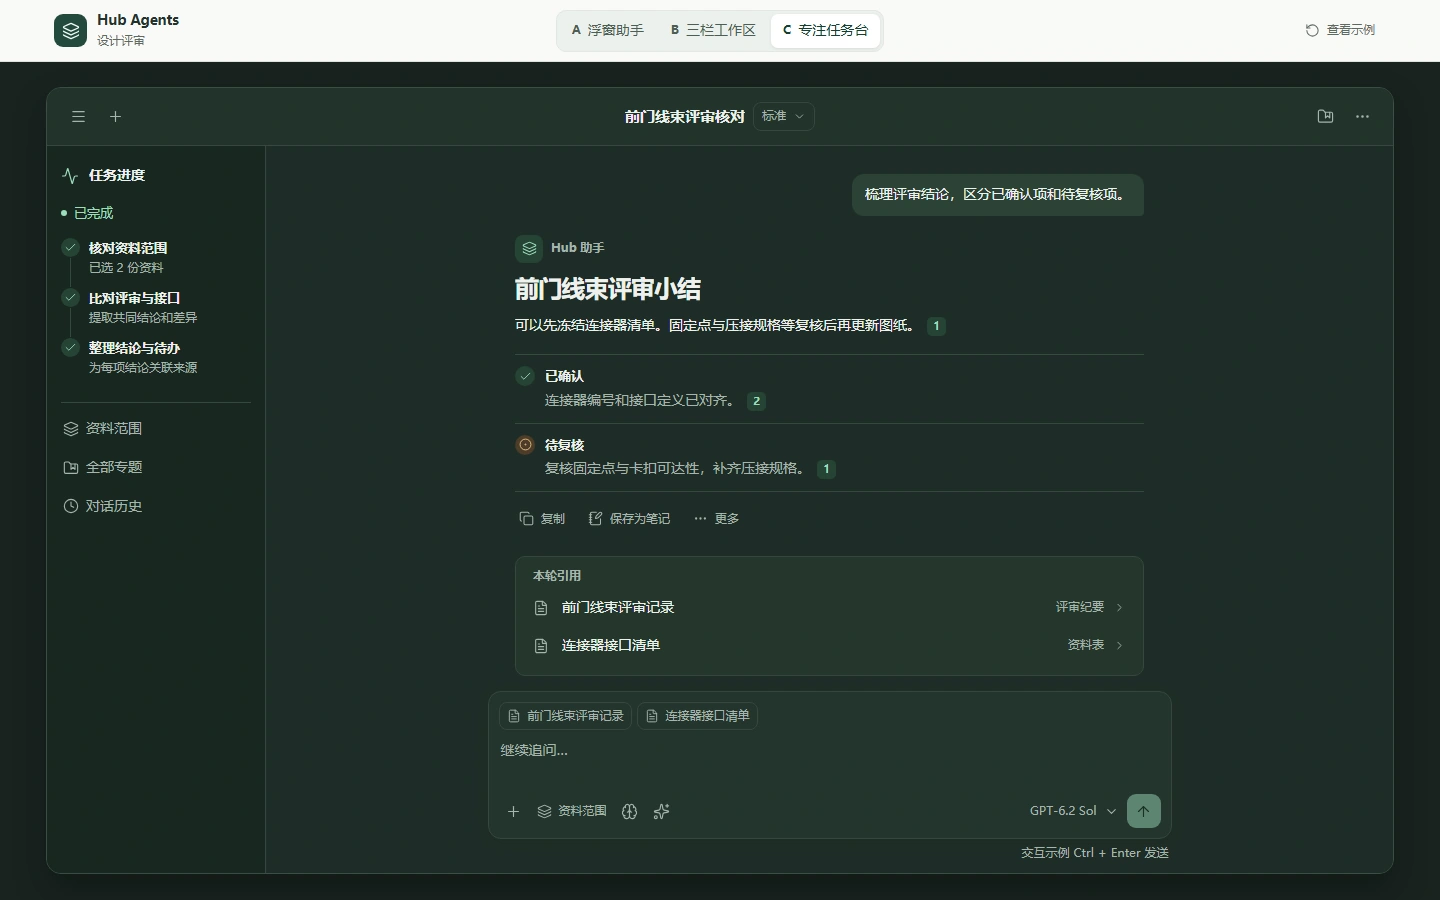 Hub Agents
设计评审
A 浮窗助手
B 三栏工作区
C 专注任务台
查看示例
前门线束评审核对
标准
任务进度
已完成
核对资料范围
已选 2 份资料
比对评审与接口
提取共同结论和差异
整理结论与待办
为每项结论关联来源
资料范围
全部专题
对话历史
梳理评审结论，区分已确认项和待复核项。
Hub 助手
前门线束评审小结
可以先冻结连接器清单。固定点与压接规格等复核后再更新图纸。 1
已确认
连接器编号和接口定义已对齐。 2
待复核
复核固定点与卡扣可达性，补齐压接规格。 1
复制
保存为笔记
更多
本轮引用
前门线束评审记录 评审纪要
连接器接口清单 资料表
前门线束评审记录
连接器接口清单
继续追问...
资料范围
GPT-6.2 Sol
交互示例 Ctrl + Enter 发送